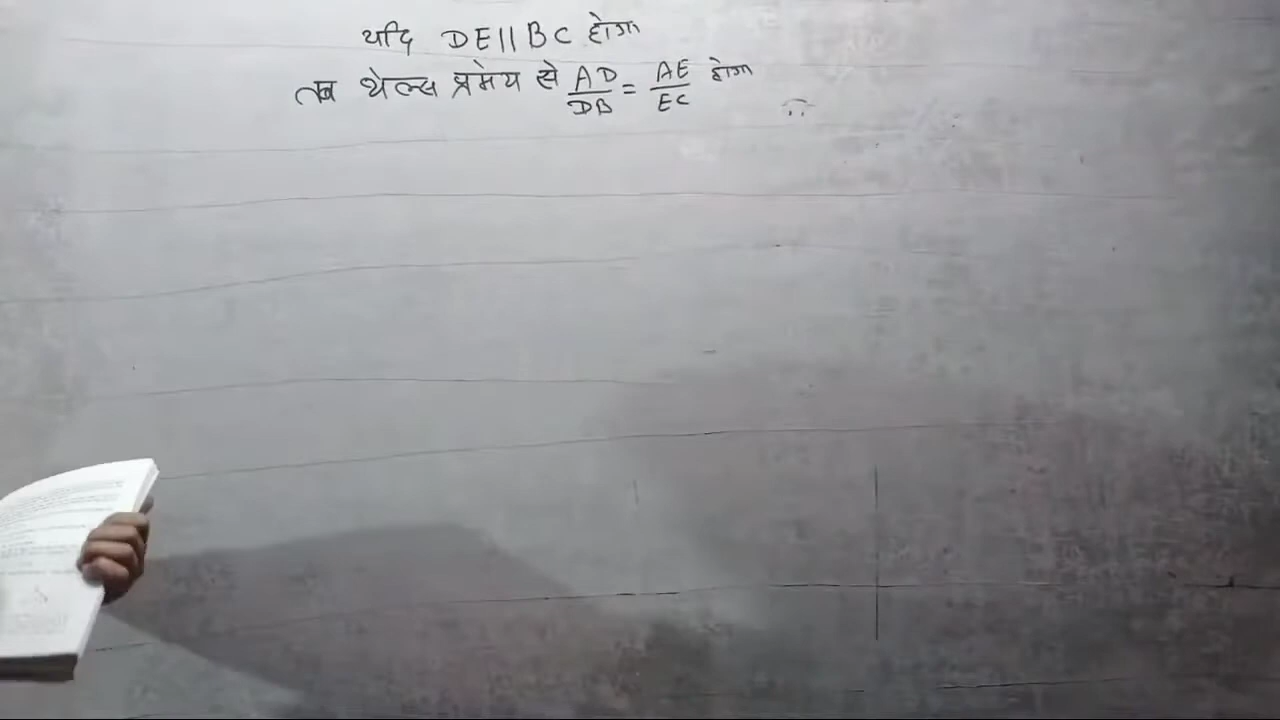 यदि DE||BC होगा
तब थेल्स प्रमेय से AD/DB = AE/EC होगा